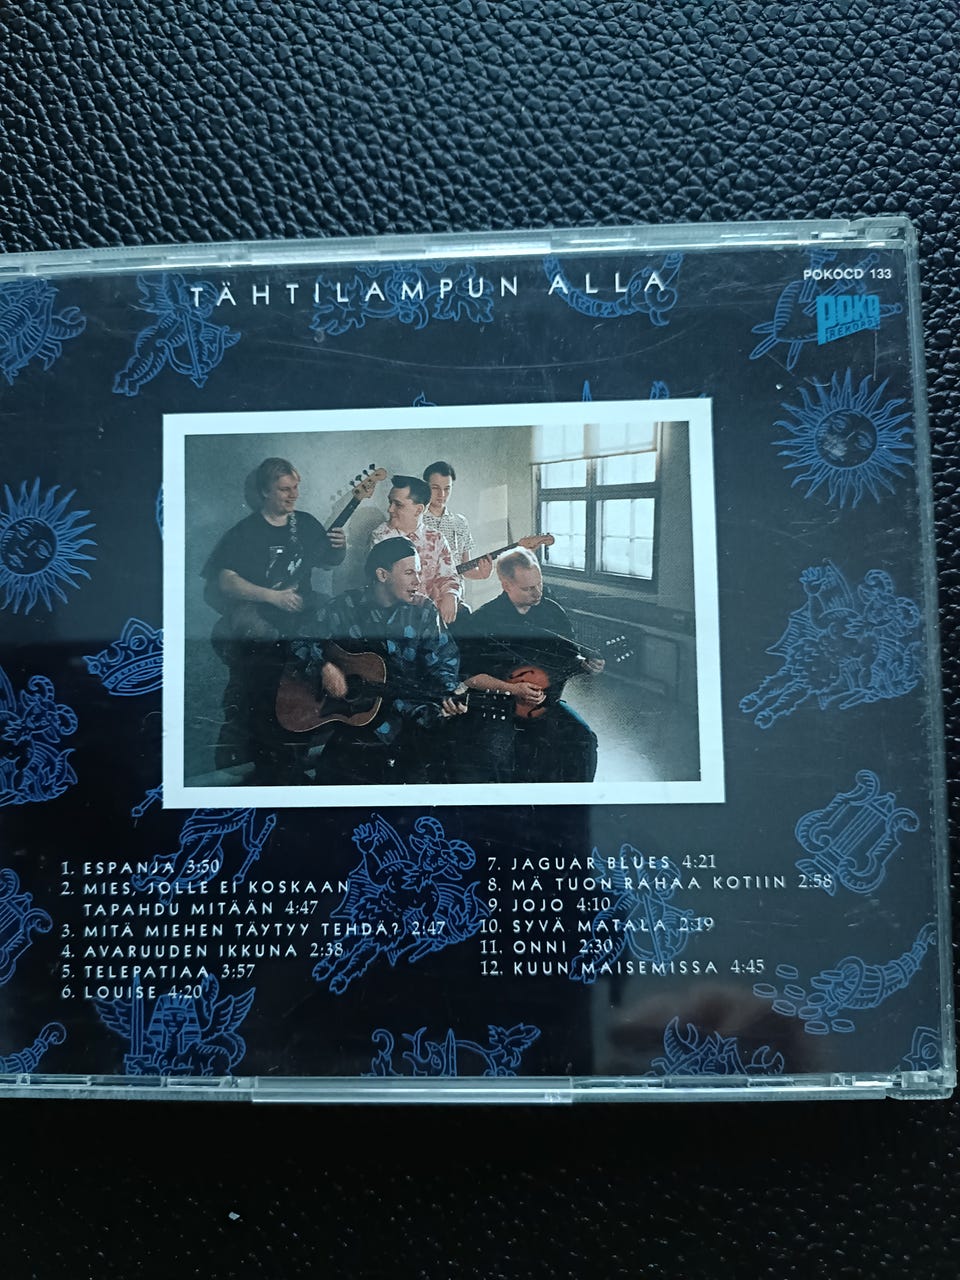 TÄHTILAMPUN ALLA
POKOCD 133
POKO
REKORDS
1. ESPANJA 3:50
2. MIES, JOLLE EI KOSKAAN
TAPAHDU MITÄÄN 4:47
3. MITÄ MIEHEN TÄYTYY TEHDÄ? 2:47
4. AVARUUDEN IKKUNA 2:38
5. TELEPATIAA 3:57
6. LOUISE 4:20
7. JAGUAR BLUES 4:21
8. MÄ TUON RAHAA KOTIIN 2:58
9. JOJO 4:10
10. SYVÄ MATALA 2:19
11. ONNI 2:30
12. KUUN MAISEMISSA 4:45